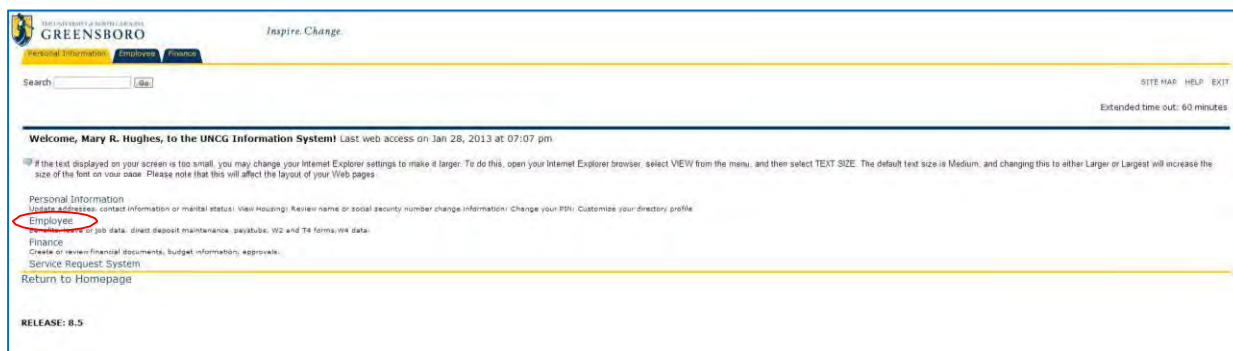 THE UNIVERSITY of NORTH CAROLINA
GREENSBORO
Inspire. Change.
Personal Information Employee Finance
Search Go
SITE MAP HELP EXIT
Extended time out: 60 minutes
Welcome, Mary R. Hughes, to the UNCG Information System! Last web access on Jan 28, 2013 at 07:07 pm
If the text displayed on your screen is too small, you may change your Internet Explorer settings to make it larger. To do this, open your Internet Explorer browser, select VIEW from the menu, and then select TEXT SIZE. The default text size is Medium, and changing this to either Larger or Largest will increase the
size of the font on your page. Please note that this will affect the layout of your Web pages.
Personal Information
Update addresses, contact information or marital status; View Housing; Review name or social security number change information; Change your PIN; Customize your directory profile
Employee
Benefits, leave or job data, direct deposit maintenance, paystubs, W2 and T4 forms, W4 data.
Finance
Create or review financial documents, budget information, approvals.
Service Request System
Return to Homepage
RELEASE: 8.5